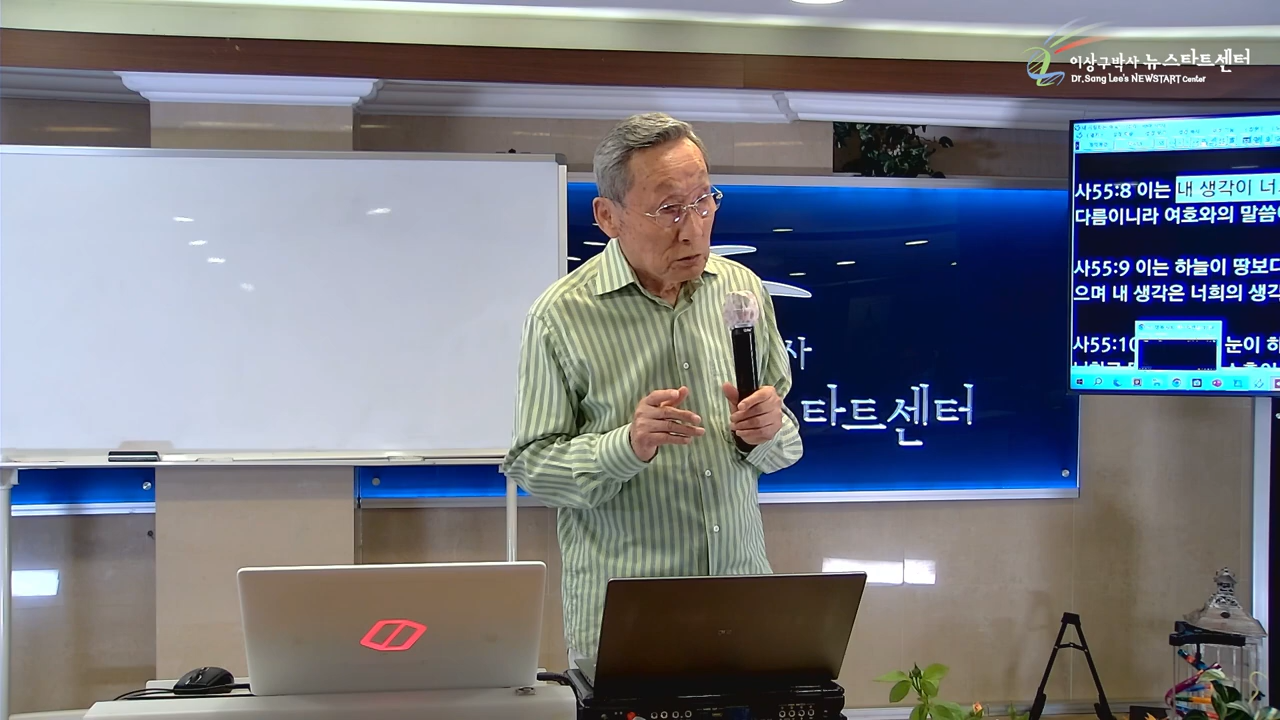 이상구박사 뉴스타트센터
Dr. Sang Lee's NEWSTART Center
사55:8 이는 내 생각이 너
다름이니라 여호와의 말씀
사55:9 이는 하늘이 땅보다
으며 내 생각은 너희의 생각
사55:10
눈이 하
사
타트센터